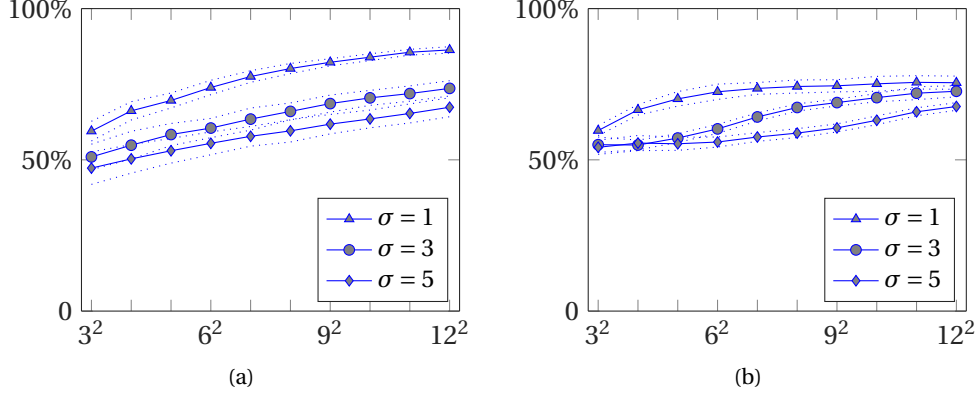 100%
50%
0
3² 6² 9² 12²
σ = 1
σ = 3
σ = 5
(a)
100%
50%
0
3² 6² 9² 12²
σ = 1
σ = 3
σ = 5
(b)